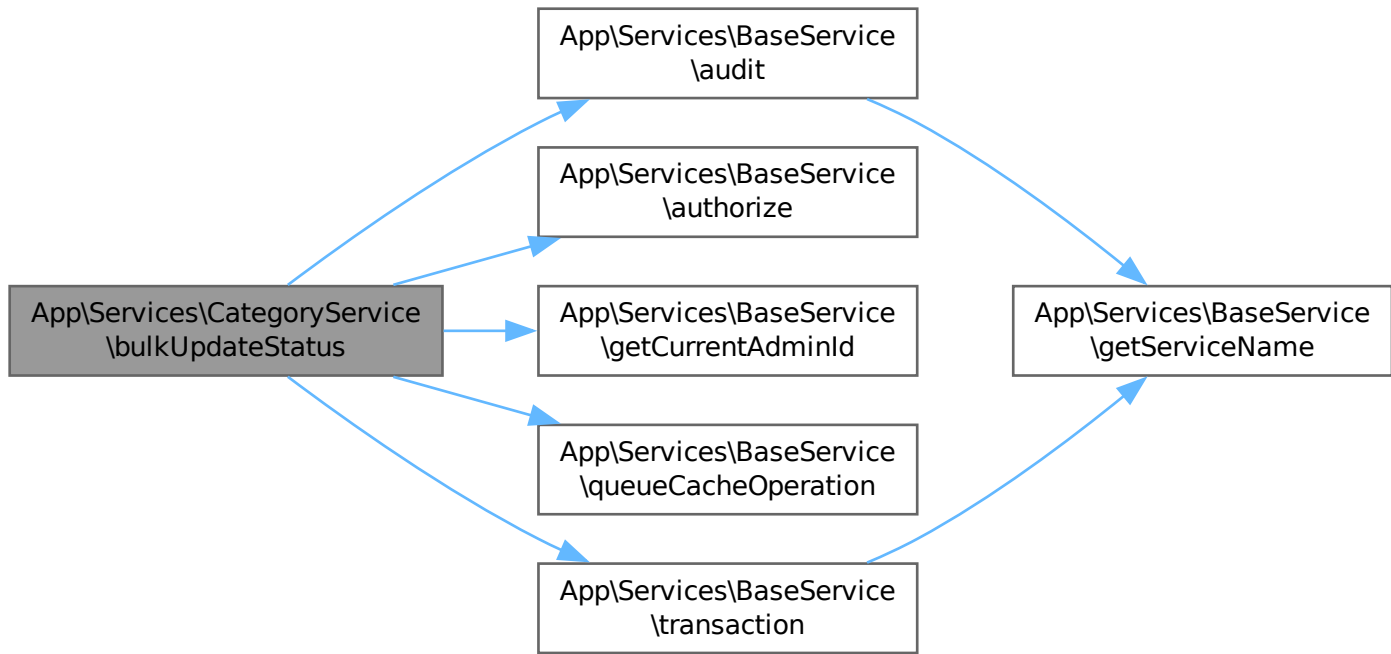 App\Services\BaseService
\audit
App\Services\BaseService
\authorize
App\Services\CategoryService
\bulkUpdateStatus
App\Services\BaseService
\getCurrentAdminId
App\Services\BaseService
\getServiceName
App\Services\BaseService
\queueCacheOperation
App\Services\BaseService
\transaction